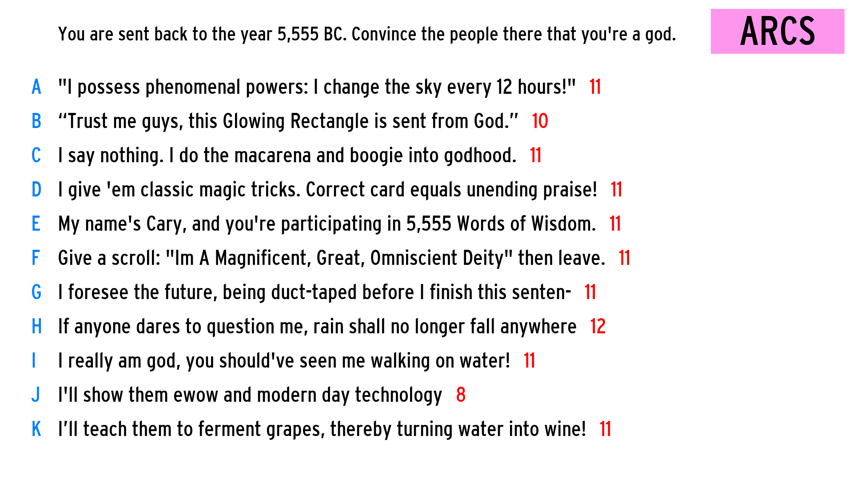 You are sent back to the year 5,555 BC. Convince the people there that you're a god.
ARCS
A "I possess phenomenal powers: I change the sky every 12 hours!" 11
B “Trust me guys, this Glowing Rectangle is sent from God.” 10
C I say nothing. I do the macarena and boogie into godhood. 11
D I give 'em classic magic tricks. Correct card equals unending praise! 11
E My name's Cary, and you're participating in 5,555 Words of Wisdom. 11
F Give a scroll: "Im A Magnificent, Great, Omniscient Deity" then leave. 11
G I foresee the future, being duct-taped before I finish this senten- 11
H If anyone dares to question me, rain shall no longer fall anywhere 12
I I really am god, you should've seen me walking on water! 11
J I'll show them ewow and modern day technology 8
K I’ll teach them to ferment grapes, thereby turning water into wine! 11